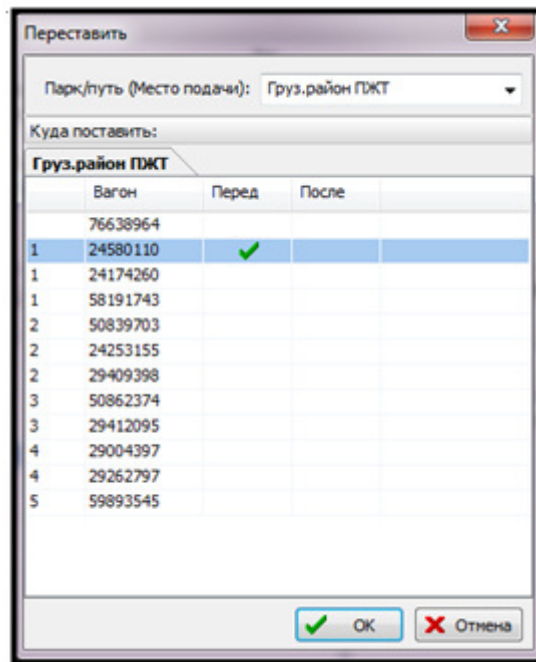 Переставить
Парк/путь (Место подачи): Груз.район ПЖТ
Куда поставить:
Груз.район ПЖТ
Вагон Перед После
76638964
1 24580110
1 24174260
1 58191743
2 50839703
2 24253155
2 29409398
3 50862374
3 29412095
4 29004397
4 29262797
5 59893545
OK Отмена